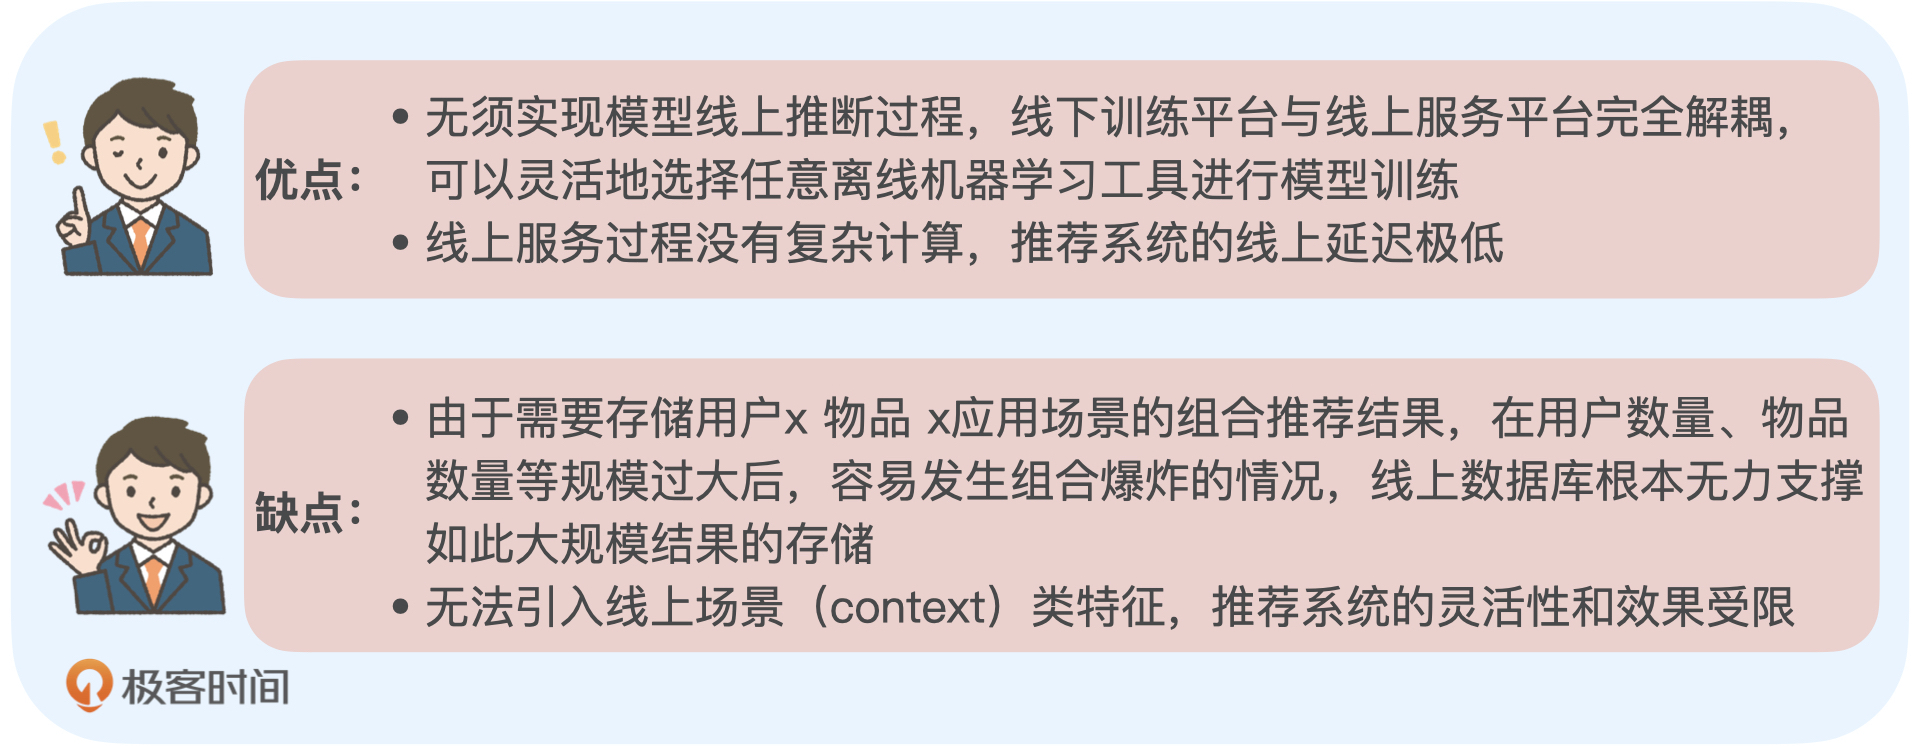 优点：
• 无须实现模型线上推断过程，线下训练平台与线上服务平台完全解耦，
可以灵活地选择任意离线机器学习工具进行模型训练
• 线上服务过程没有复杂计算，推荐系统的线上延迟极低
缺点：
• 由于需要存储用户x 物品 x应用场景的组合推荐结果，在用户数量、物品
数量等规模过大后，容易发生组合爆炸的情况，线上数据库根本无力支撑
如此大规模结果的存储
• 无法引入线上场景（context）类特征，推荐系统的灵活性和效果受限
极客时间